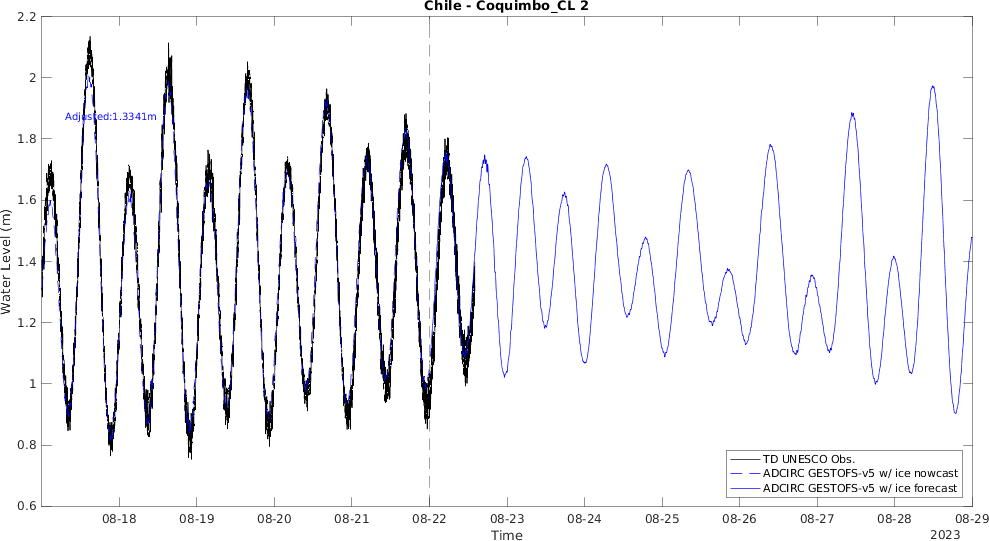 Chile - Coquimbo_CL 2
2.2
2
1.8
1.6
1.4
1.2
1
0.8
0.6
Water Level (m)
Adjusted:1.3341m
TD UNESCO Obs.
ADCIRC GESTOFS-v5 w/ ice nowcast
ADCIRC GESTOFS-v5 w/ ice forecast
08-18 08-19 08-20 08-21 08-22 08-23 08-24 08-25 08-26 08-27 08-28 08-29
Time
2023